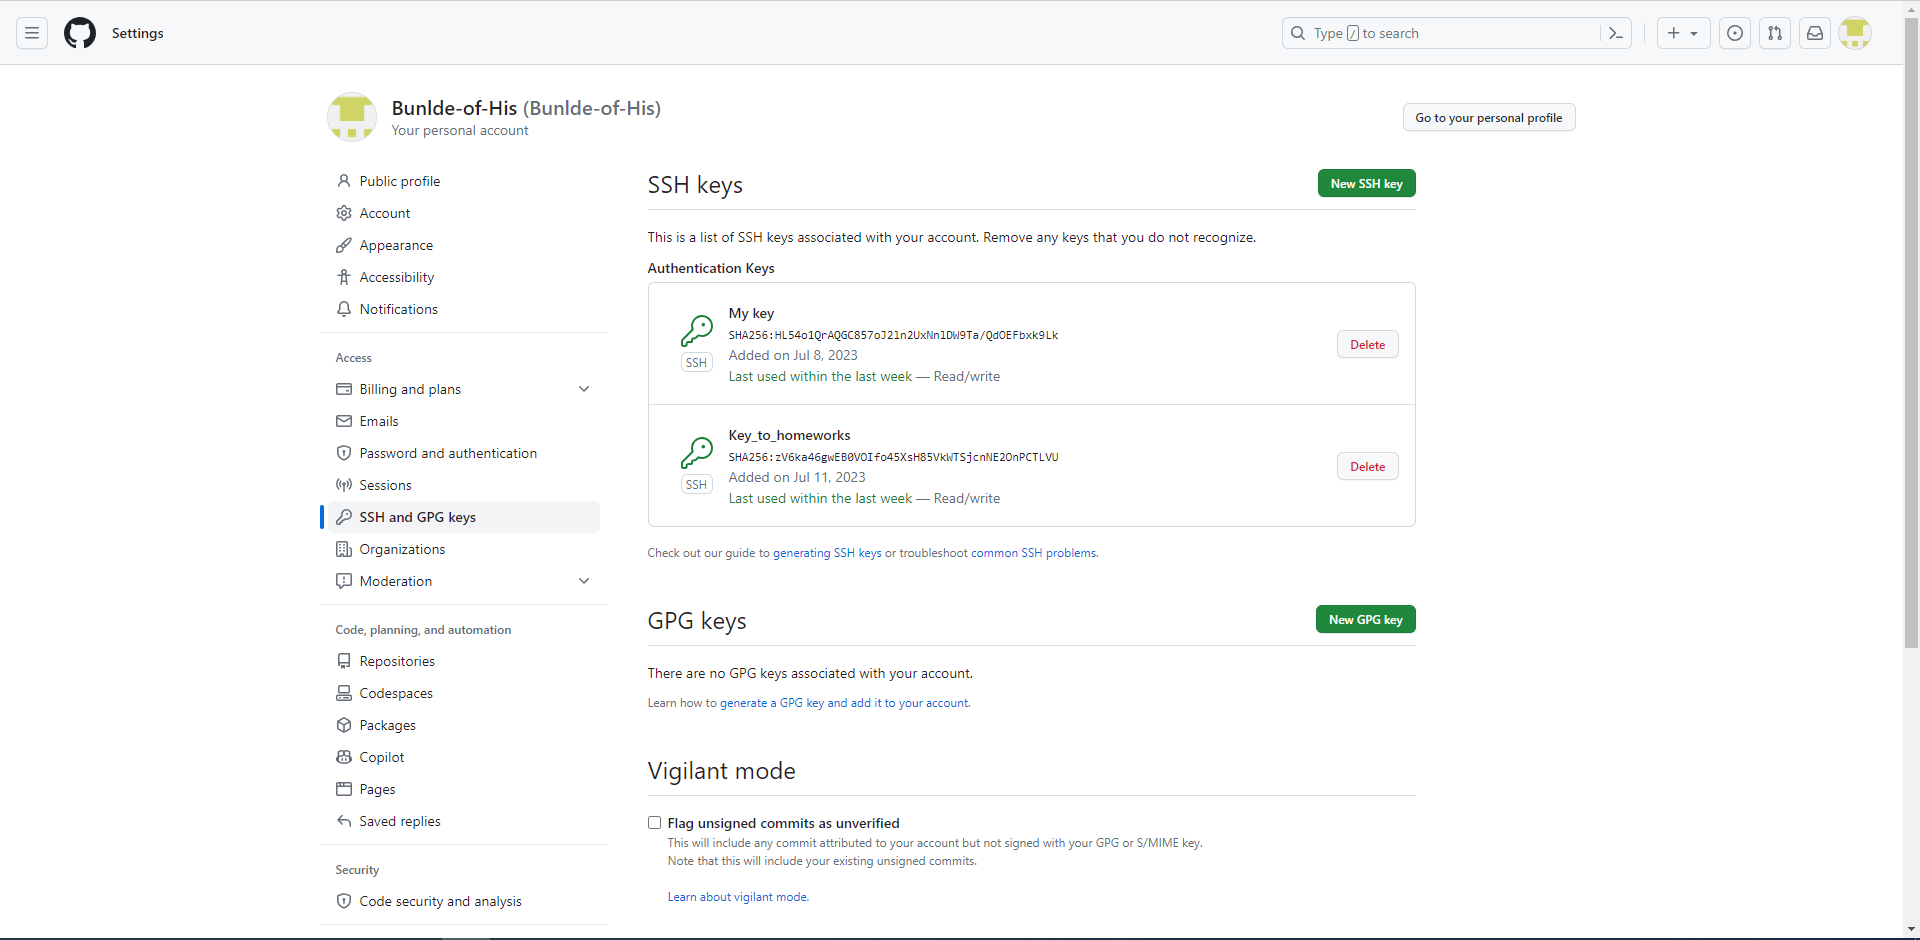 Settings
Type / to search
Bunlde-of-His (Bunlde-of-His)
Your personal account
Go to your personal profile
Public profile
Account
Appearance
Accessibility
Notifications
Access
Billing and plans
Emails
Password and authentication
Sessions
SSH and GPG keys
Organizations
Moderation
Code, planning, and automation
Repositories
Codespaces
Packages
Copilot
Pages
Saved replies
Security
Code security and analysis
SSH keys
New SSH key
This is a list of SSH keys associated with your account. Remove any keys that you do not recognize.
Authentication Keys
My key
SHA256:HL54o1QrAQGC857oJ2ln2UxNnlDW9Ta/QdOEFbxk9Lk
Added on Jul 8, 2023
Last used within the last week — Read/write
SSH
Delete
Key_to_homeworks
SHA256:zV6ka46gwEB0VOIfo45XsH85VkWTSjcnNE2OnPCTLVU
Added on Jul 11, 2023
Last used within the last week — Read/write
SSH
Delete
Check out our guide to generating SSH keys or troubleshoot common SSH problems.
GPG keys
New GPG key
There are no GPG keys associated with your account.
Learn how to generate a GPG key and add it to your account.
Vigilant mode
Flag unsigned commits as unverified
This will include any commit attributed to your account but not signed with your GPG or S/MIME key.
Note that this will include your existing unsigned commits.
Learn about vigilant mode.